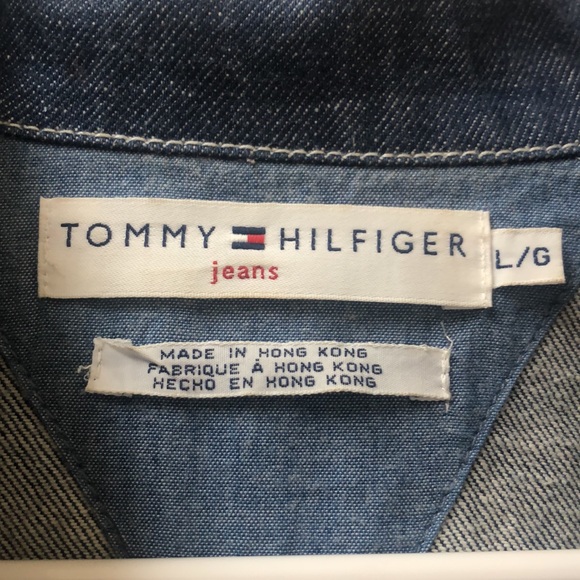 TOMMY HILFIGER
jeans
L/G
MADE IN HONG KONG
FABRIQUE À HONG KONG
HECHO EN HONG KONG